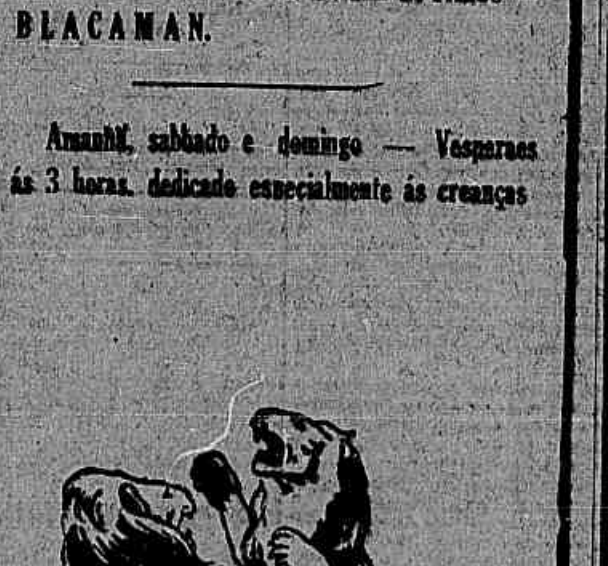 BLACAMAN.
Amanhã, sabbado e domingo — Vesperaes
ás 3 horas. dedicado especialmente ás creanças